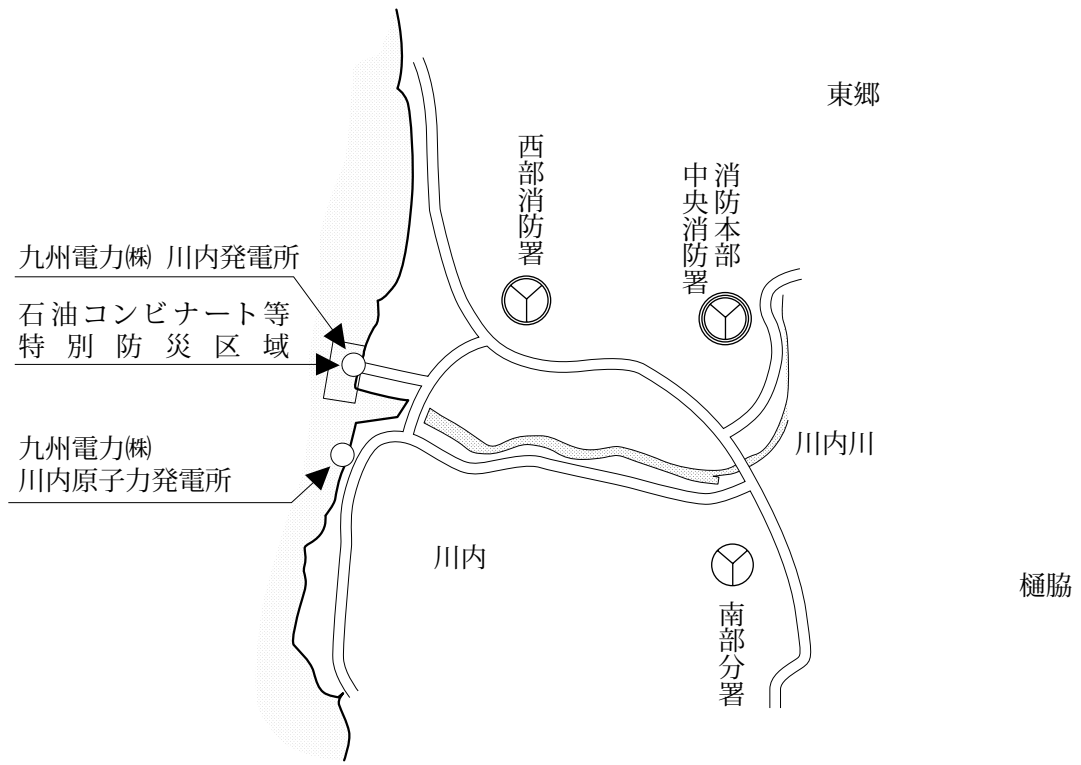 東郷
西部消防署
消防本部
中央消防署
九州電力㈱ 川内発電所
石油コンビナート等
特別防災区域
九州電力㈱
川内原子力発電所
川内川
川内
樋脇
南部分署